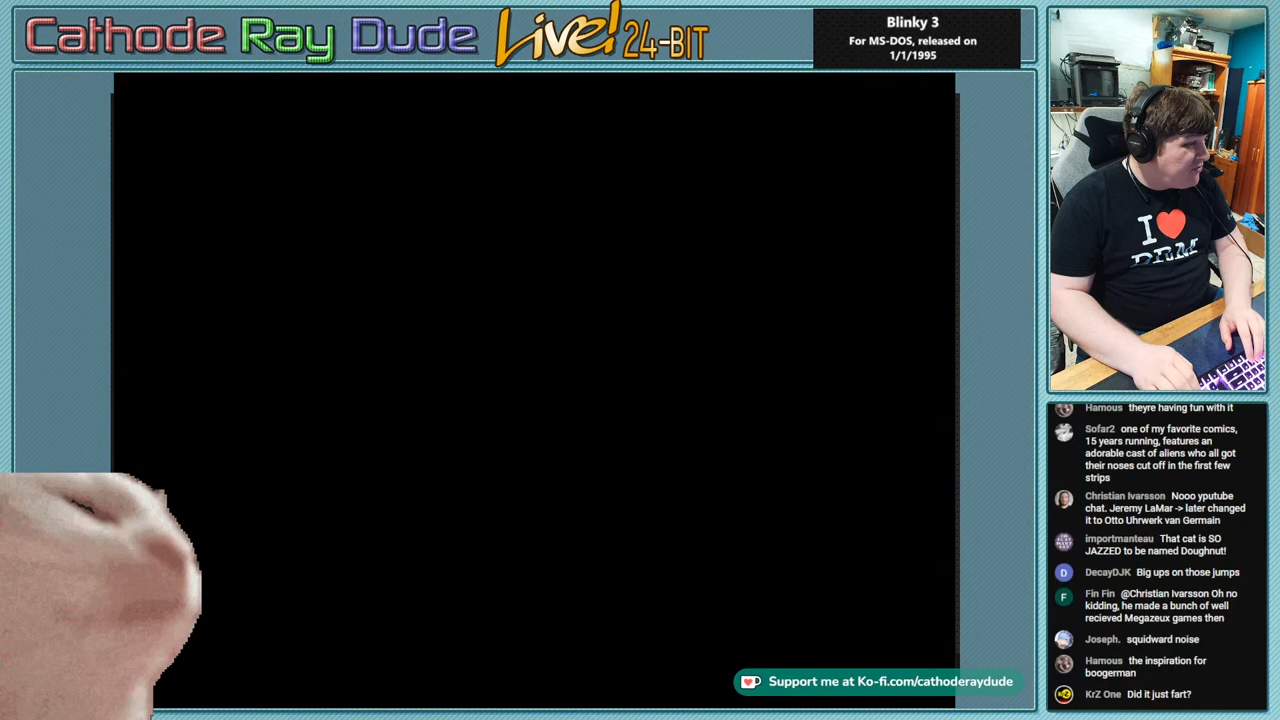 Cathode Ray Dude Live! 24-BIT
Blinky 3
For MS-DOS, released on
1/1/1995
I ♥
DRM
Hamous theyre having fun with it
Sofar2 one of my favorite comics,
15 years running, features an
adorable cast of aliens who all got
their noses cut off in the first few
strips
Christian Ivarsson Nooo yputube
chat. Jeremy LaMar -> later changed
it to Otto Uhrwerk van Germain
importmanteau That cat is SO
JAZZED to be named Doughnut!
D
DecayDJK Big ups on those jumps
F
Fin Fin @Christian Ivarsson Oh no
kidding, he made a bunch of well
recieved Megazeux games then
Joseph. squidward noise
Hamous the inspiration for
boogerman
KrZ One Did it just fart?
Support me at Ko-fi.com/cathoderaydude